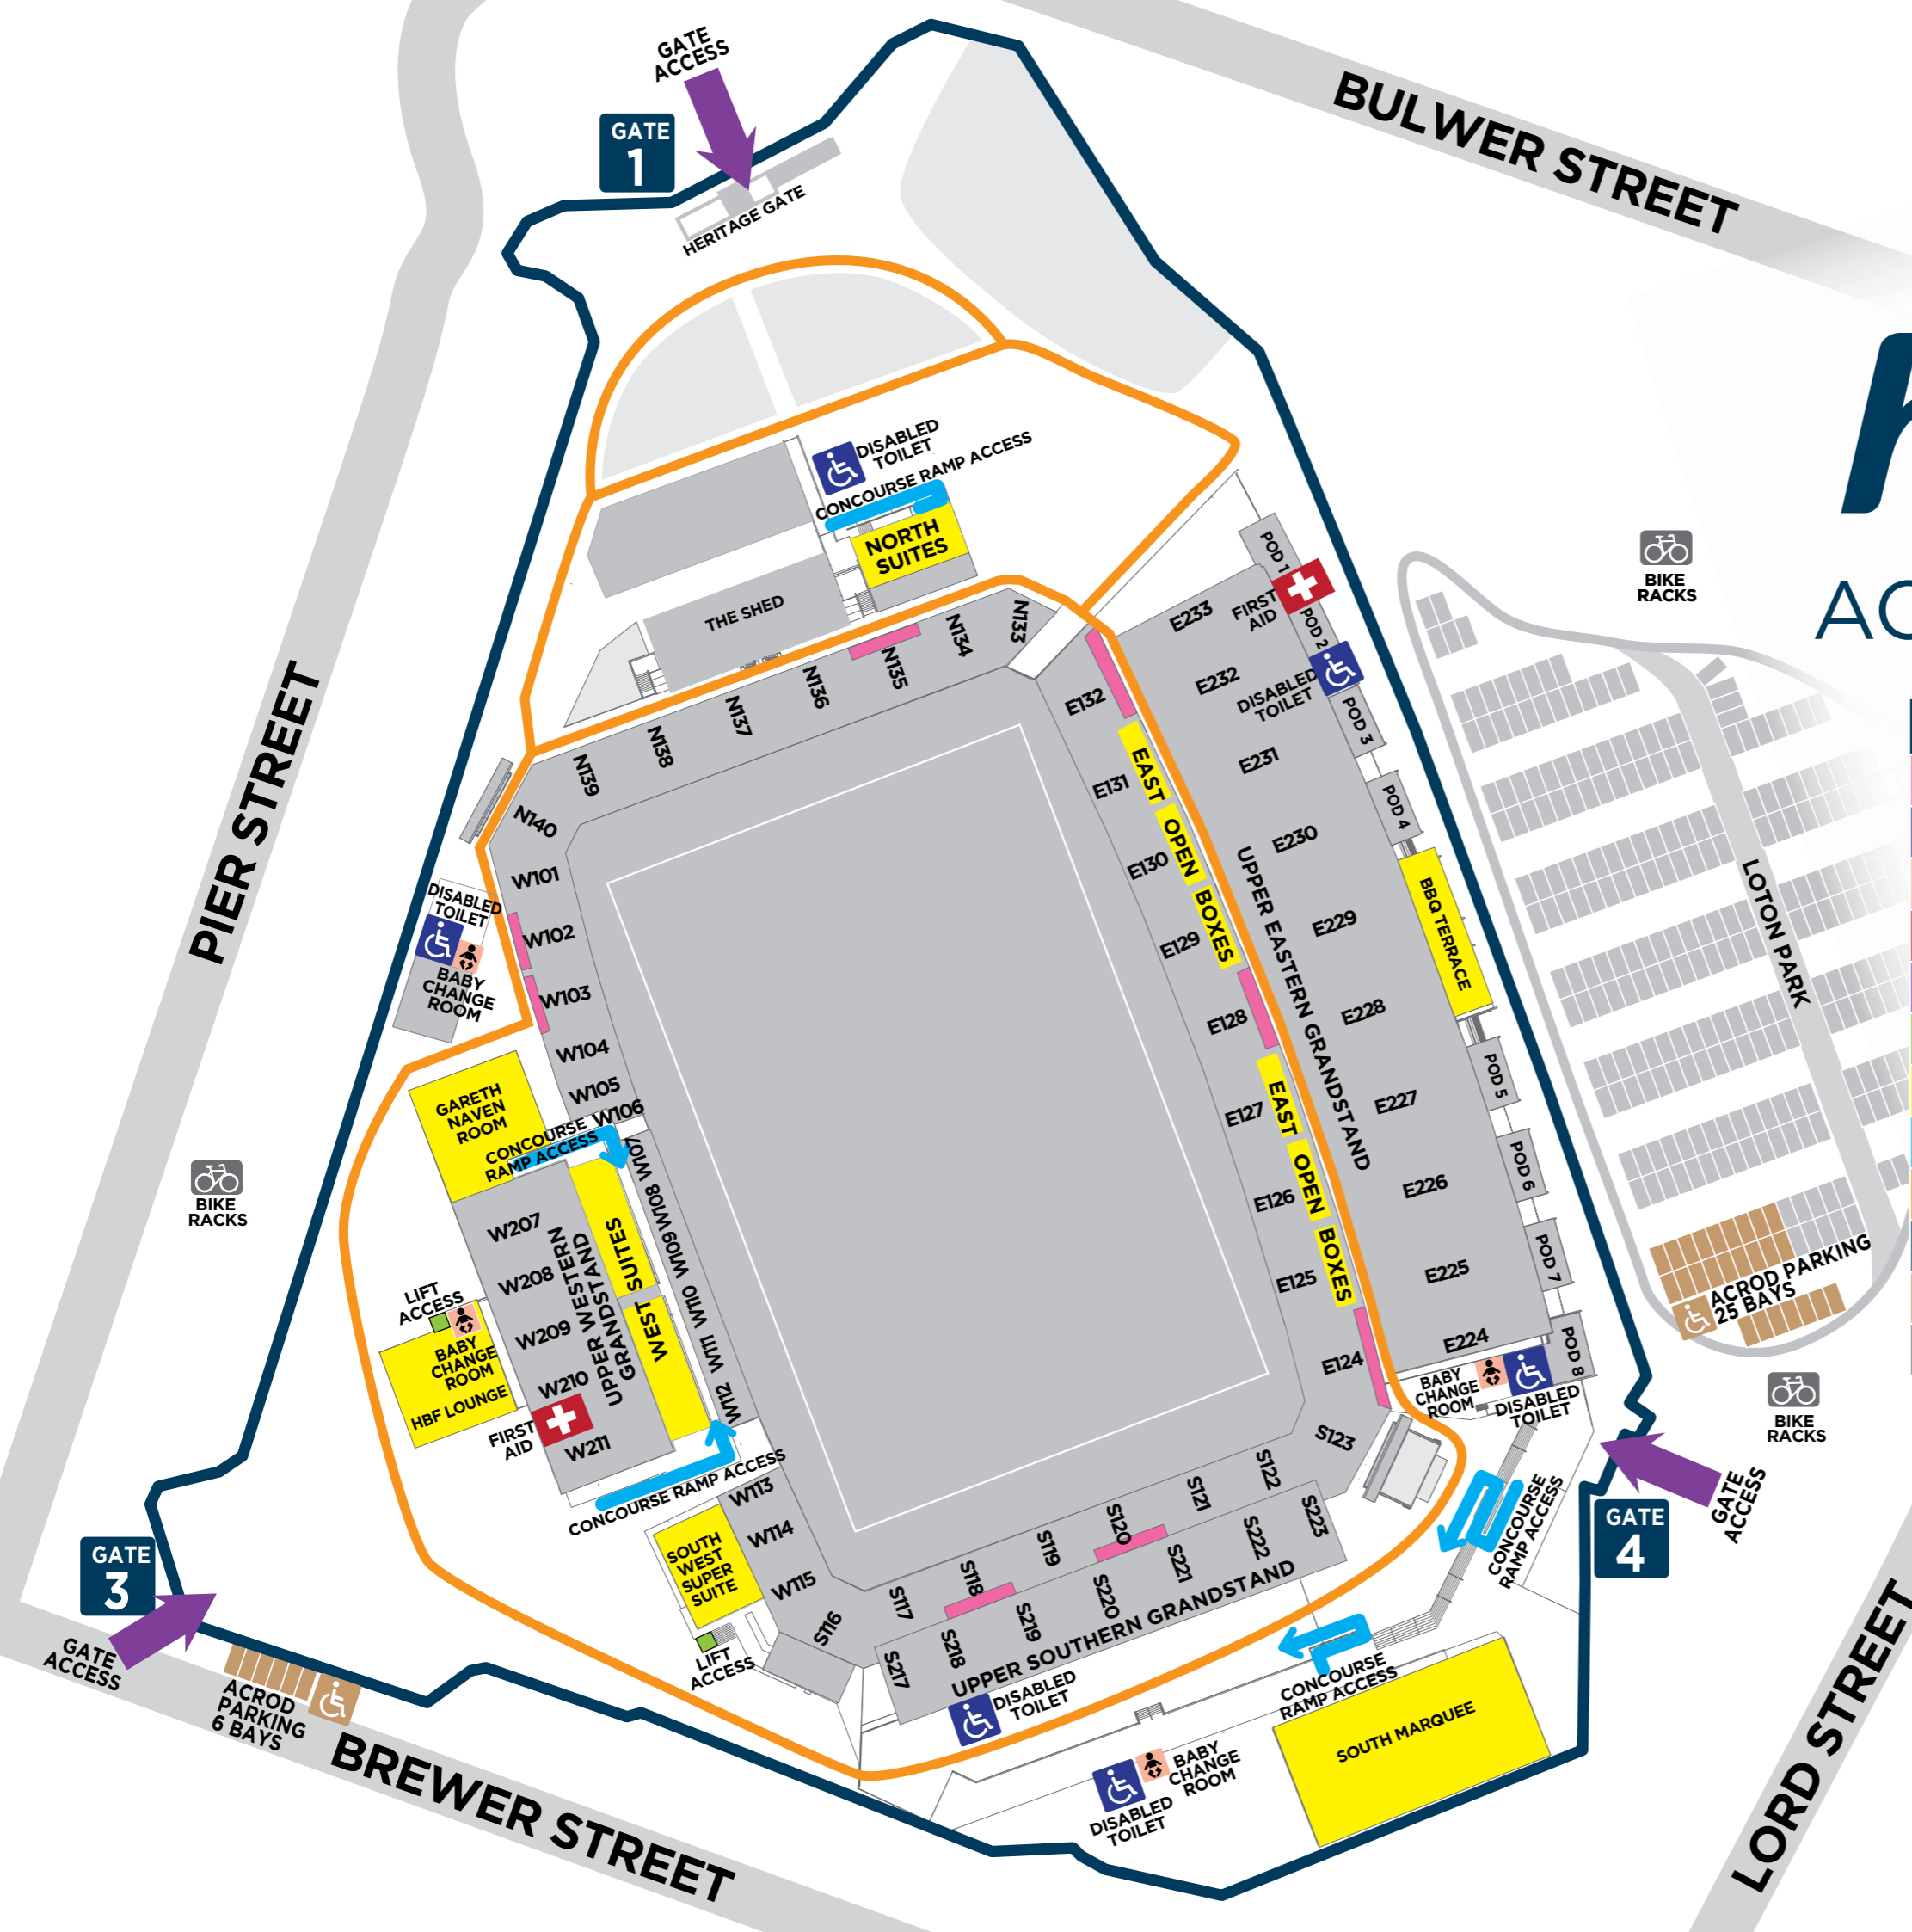 GATE
ACCESS
GATE
1
HERITAGE GATE
BULWER STREET
DISABLED
TOILET
CONCOURSE RAMP ACCESS
NORTH
SUITES
THE SHED
N133
N134
N135
N136
N137
N138
N139
N140
POD 1
FIRST
AID
POD 2
DISABLED
TOILET
POD 3
POD 4
BBQ TERRACE
POD 5
POD 6
POD 7
POD 8
E233
E232
E231
E230
E229
E228
E227
E226
E225
E224
UPPER EASTERN GRANDSTAND
E132
E131
E130
E129
E128
E127
E126
E125
E124
EAST OPEN BOXES
EAST OPEN BOXES
BIKE
RACKS
LOTON PARK
ACROD PARKING
25 BAYS
BIKE
RACKS
PIER STREET
DISABLED
TOILET
BABY
CHANGE
ROOM
W101
W102
W103
W104
W105
W106
W107
W108
W109
W110
W111
W112
W113
W114
W115
GARETH
NAVEN
ROOM
CONCOURSE
RAMP ACCESS
BIKE
RACKS
W207
W208
W209
W210
W211
UPPER WESTERN
GRANDSTAND
WEST SUITES
LIFT
ACCESS
BABY
CHANGE
ROOM
HBF LOUNGE
FIRST
AID
CONCOURSE RAMP ACCESS
SOUTH
WEST
SUPER
SUITE
LIFT
ACCESS
S116
S117
S118
S119
S120
S121
S122
S123
S217
S218
S219
S220
S221
S222
S223
UPPER SOUTHERN GRANDSTAND
DISABLED
TOILET
BABY
CHANGE
ROOM
DISABLED
TOILET
CONCOURSE
RAMP ACCESS
GATE
ACCESS
GATE
4
CONCOURSE
RAMP ACCESS
SOUTH MARQUEE
DISABLED
TOILET
BABY
CHANGE
ROOM
GATE
3
GATE
ACCESS
ACROD
PARKING
6 BAYS
BREWER STREET
LORD STREET